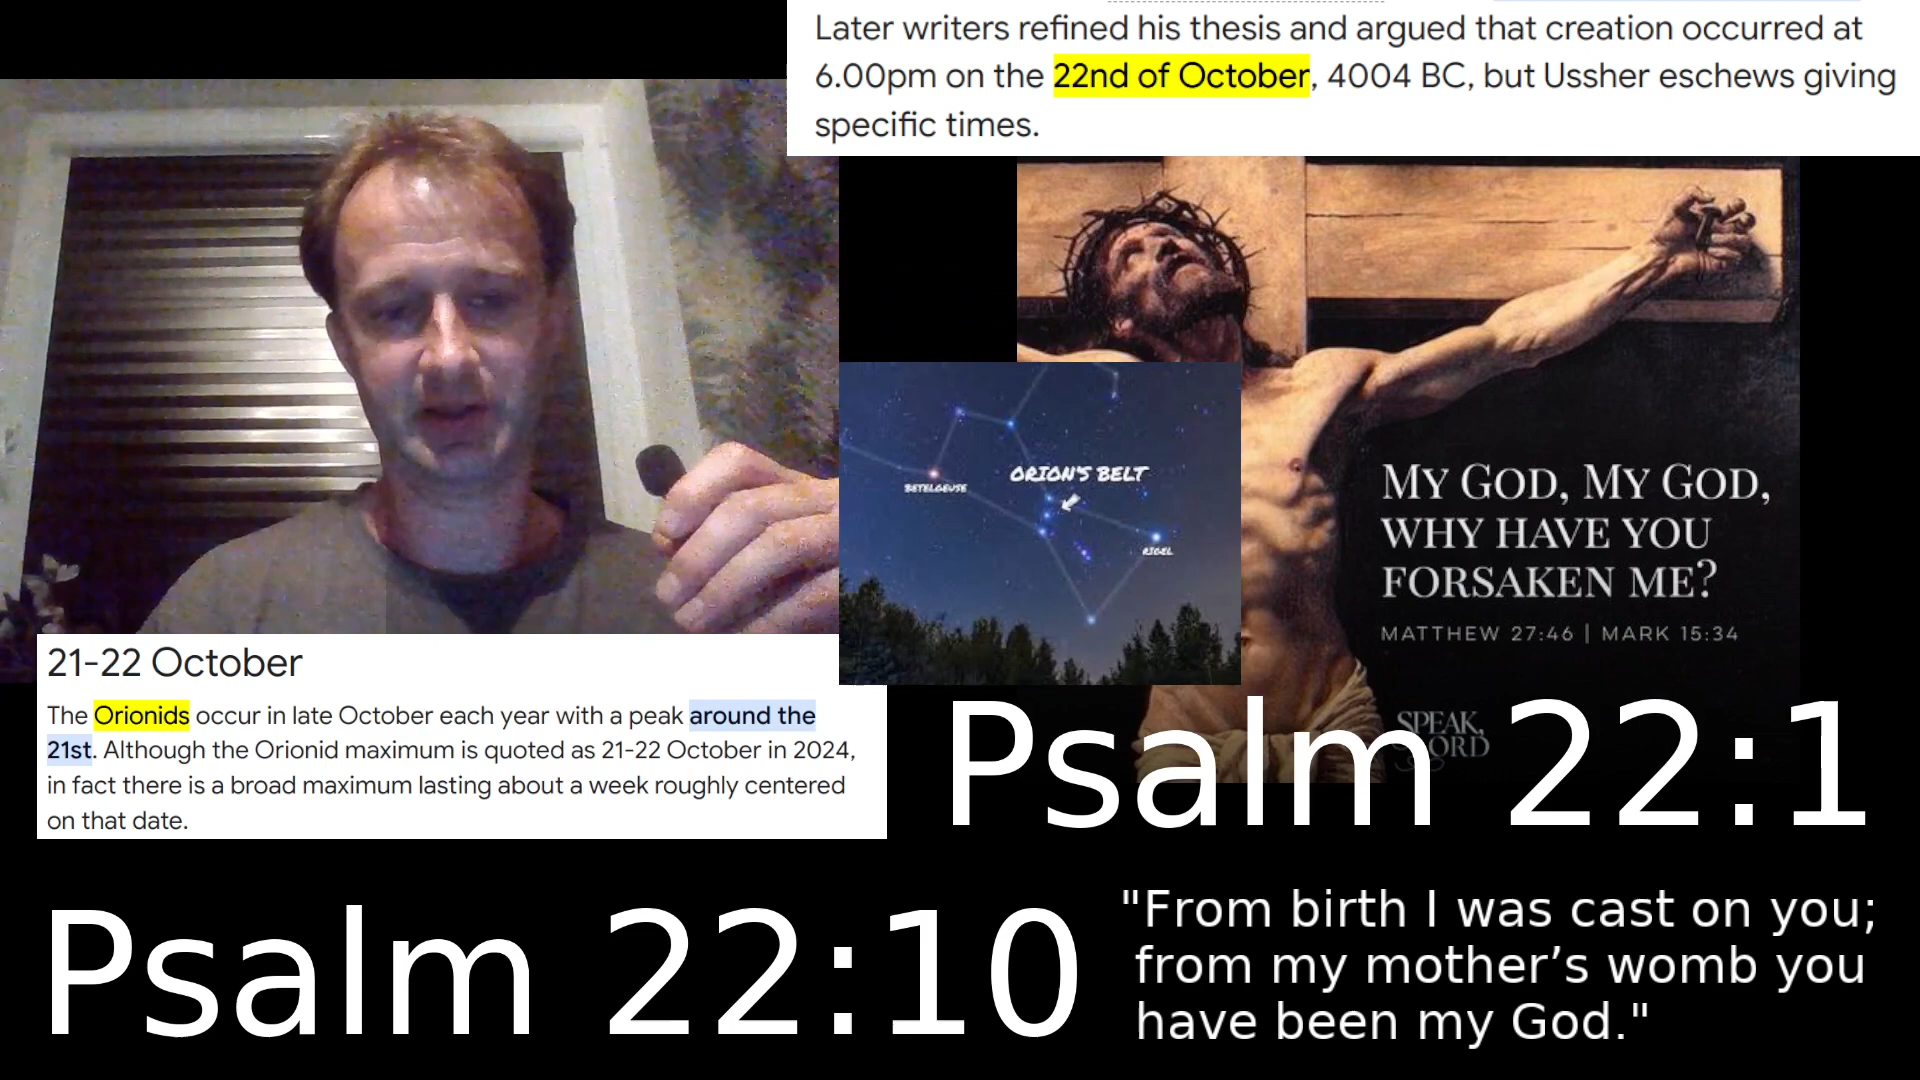 Later writers refined his thesis and argued that creation occurred at
6.00pm on the 22nd of October, 4004 BC, but Ussher eschews giving
specific times.
ORION'S BELT
BETELGEUSE
RIGEL
MY GOD, MY GOD,
WHY HAVE YOU
FORSAKEN ME?
MATTHEW 27:46 | MARK 15:34
SPEAK,
21-22 October
The Orionids occur in late October each year with a peak around the
21st. Although the Orionid maximum is quoted as 21-22 October in 2024,
in fact there is a broad maximum lasting about a week roughly centered
on that date.
Psalm 22:1
Psalm 22:10
"From birth I was cast on you;
from my mother’s womb you
have been my God."